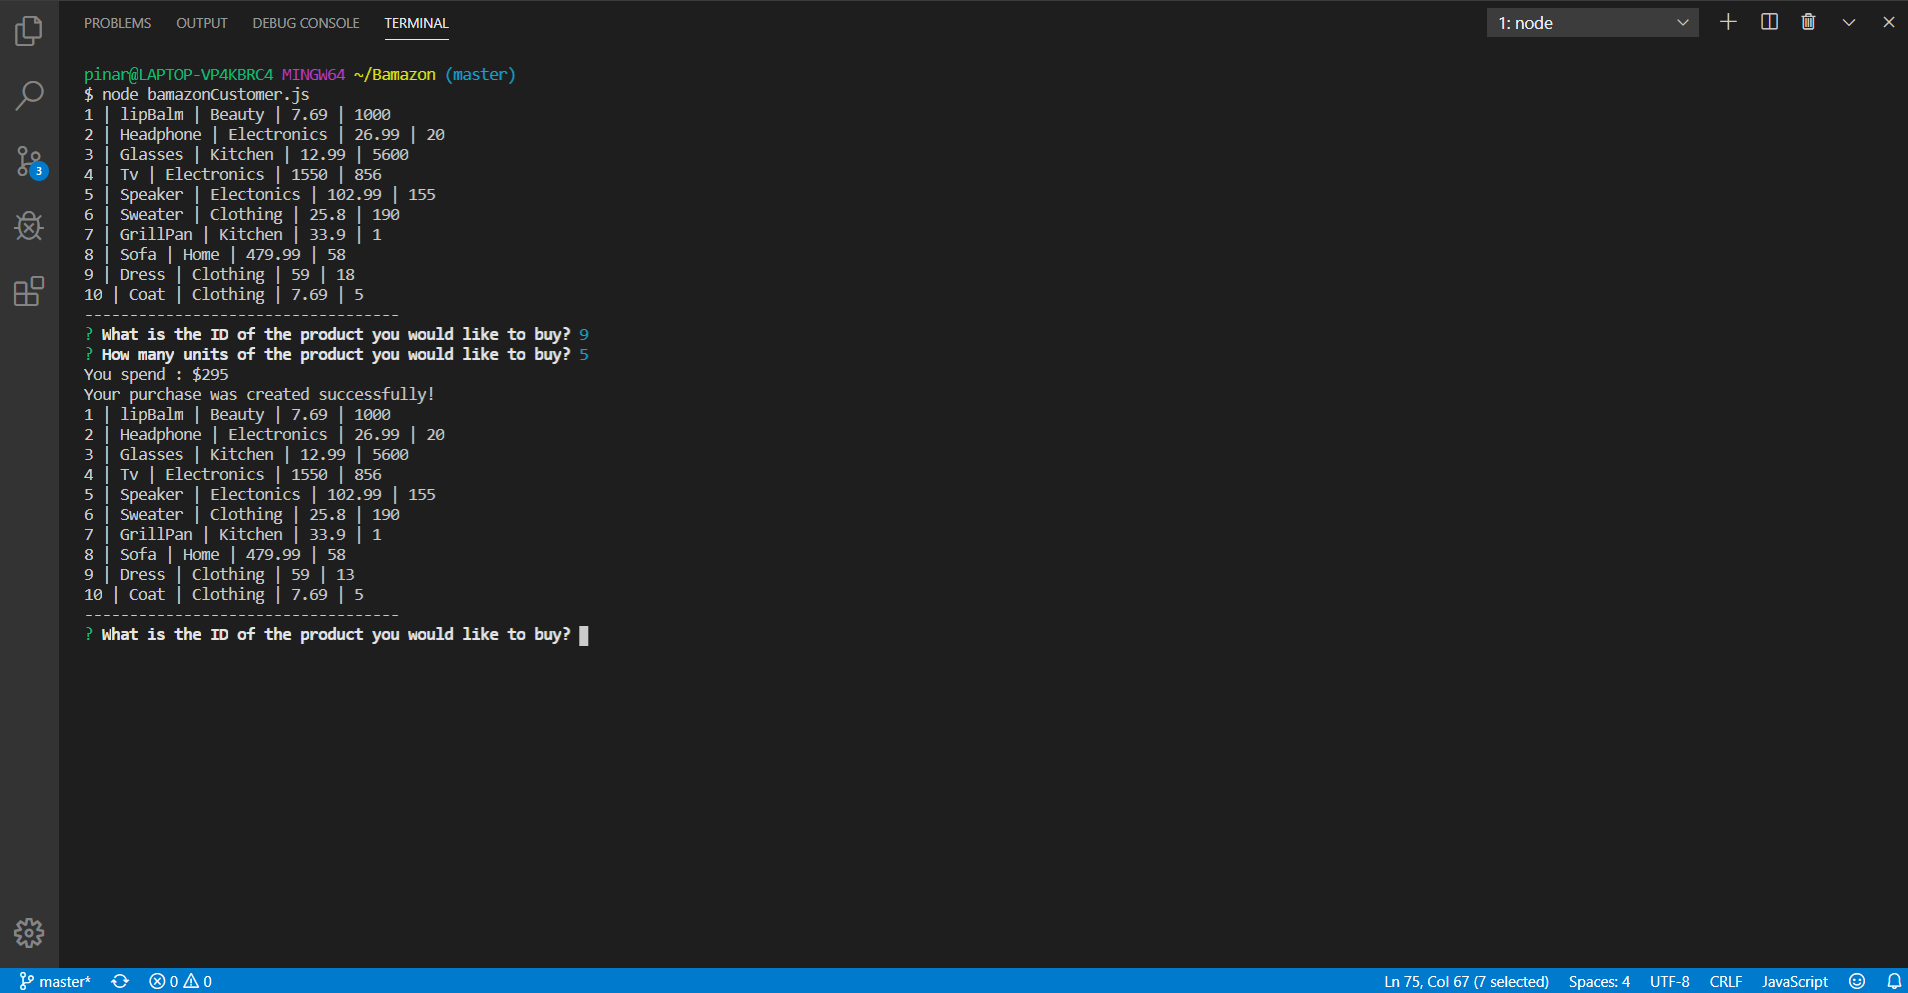 PROBLEMS OUTPUT DEBUG CONSOLE TERMINAL 1: node
pinar@LAPTOP-VP4KBRC4 MINGW64 ~/Bamazon (master)
$ node bamazonCustomer.js
1 | lipBalm | Beauty | 7.69 | 1000
2 | Headphone | Electronics | 26.99 | 20
3 | Glasses | Kitchen | 12.99 | 5600
4 | Tv | Electronics | 1550 | 856
5 | Speaker | Electonics | 102.99 | 155
6 | Sweater | Clothing | 25.8 | 190
7 | GrillPan | Kitchen | 33.9 | 1
8 | Sofa | Home | 479.99 | 58
9 | Dress | Clothing | 59 | 18
10 | Coat | Clothing | 7.69 | 5
-----------------------------------
? What is the ID of the product you would like to buy? 9
? How many units of the product you would like to buy? 5
You spend : $295
Your purchase was created successfully!
1 | lipBalm | Beauty | 7.69 | 1000
2 | Headphone | Electronics | 26.99 | 20
3 | Glasses | Kitchen | 12.99 | 5600
4 | Tv | Electronics | 1550 | 856
5 | Speaker | Electonics | 102.99 | 155
6 | Sweater | Clothing | 25.8 | 190
7 | GrillPan | Kitchen | 33.9 | 1
8 | Sofa | Home | 479.99 | 58
9 | Dress | Clothing | 59 | 13
10 | Coat | Clothing | 7.69 | 5
-----------------------------------
? What is the ID of the product you would like to buy?
3
master* 0 0 Ln 75, Col 67 (7 selected) Spaces: 4 UTF-8 CRLF JavaScript